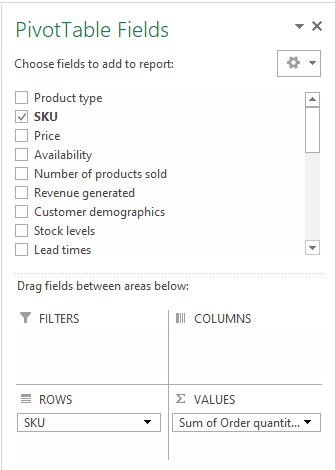 PivotTable Fields
Choose fields to add to report:
Product type
SKU
Price
Availability
Number of products sold
Revenue generated
Customer demographics
Stock levels
Lead times
Drag fields between areas below:
FILTERS
COLUMNS
ROWS
VALUES
SKU
Sum of Order quantit...